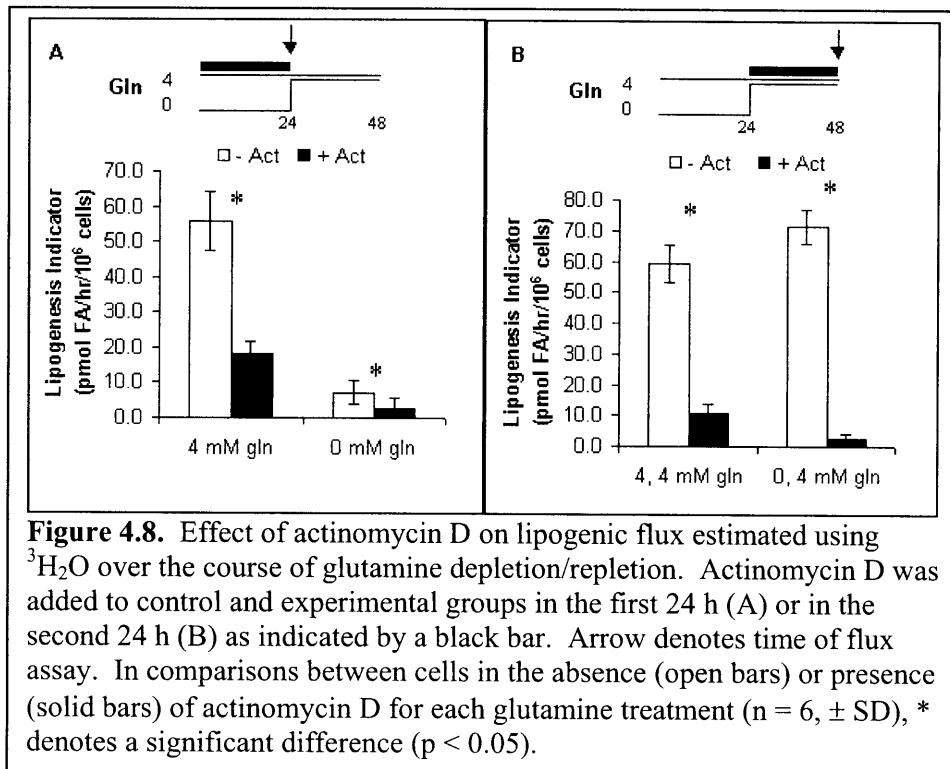 A
Gln 4
0
24 48
□ - Act ■ + Act
Lipogenesis Indicator
(pmol FA/hr/10⁶ cells)
70.0
60.0
50.0
40.0
30.0
20.0
10.0
0.0
*
*
4 mM gln 0 mM gln
B
Gln 4
0
24 48
□ - Act ■ + Act
Lipogenesis Indicator
(pmol FA/hr/10⁶ cells)
80.0
70.0
60.0
50.0
40.0
30.0
20.0
10.0
0.0
*
*
4, 4 mM gln 0, 4 mM gln
Figure 4.8. Effect of actinomycin D on lipogenic flux estimated using
³H₂O over the course of glutamine depletion/repletion. Actinomycin D was
added to control and experimental groups in the first 24 h (A) or in the
second 24 h (B) as indicated by a black bar. Arrow denotes time of flux
assay. In comparisons between cells in the absence (open bars) or presence
(solid bars) of actinomycin D for each glutamine treatment (n = 6, ± SD), *
denotes a significant difference (p < 0.05).